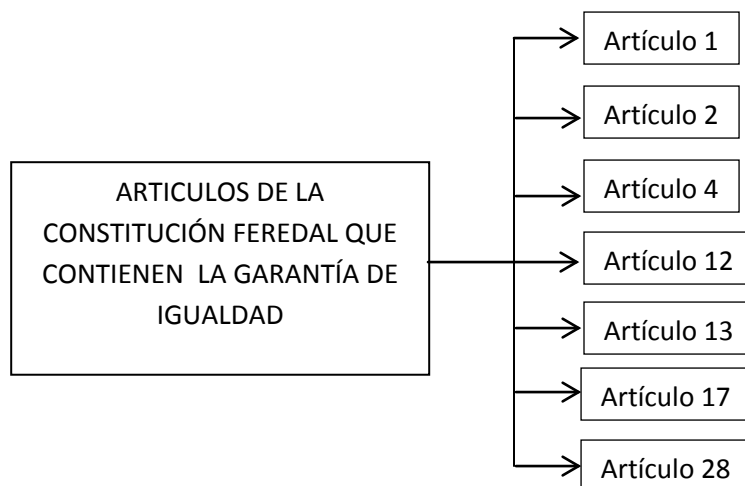 ARTICULOS DE LA
CONSTITUCIÓN FEREDAL QUE
CONTIENEN LA GARANTÍA DE
IGUALDAD
Artículo 1
Artículo 2
Artículo 4
Artículo 12
Artículo 13
Artículo 17
Artículo 28